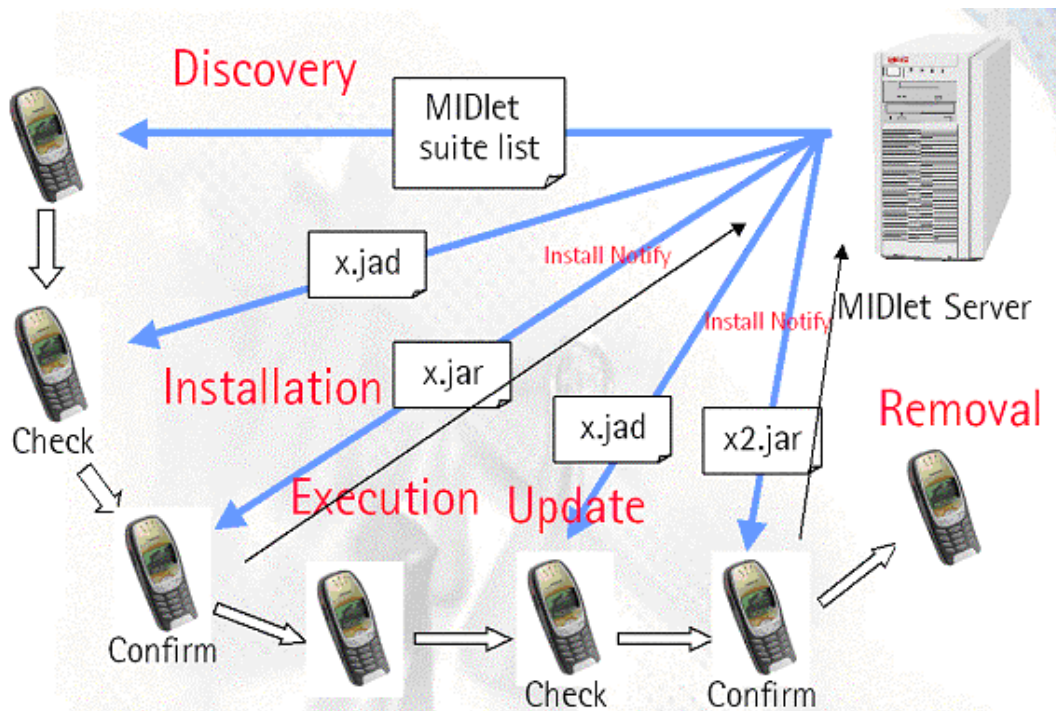 Discovery
MIDlet
suite list
x.jad
Install Notify
Install Notify
MIDlet Server
x.jar
Installation
Check
x.jad
x2.jar
Removal
Execution
Update
Confirm
Check
Confirm